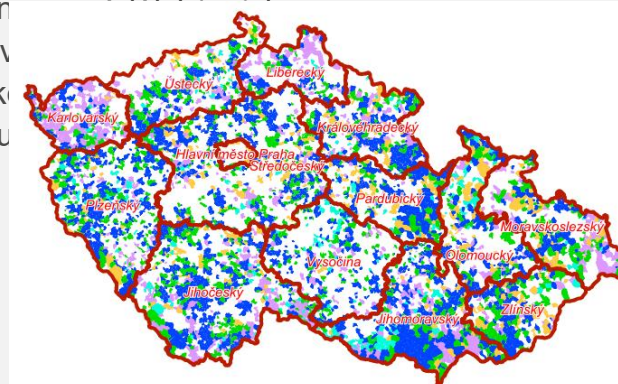 Liberecký
Ústecký
Karlovarský
Královéhradecký
Hlavní město Praha
Středočeský
Pardubický
Plzeňský
Moravskoslezský
Olomoucký
Vysočina
Jihočeský
Zlínský
Jihomoravský